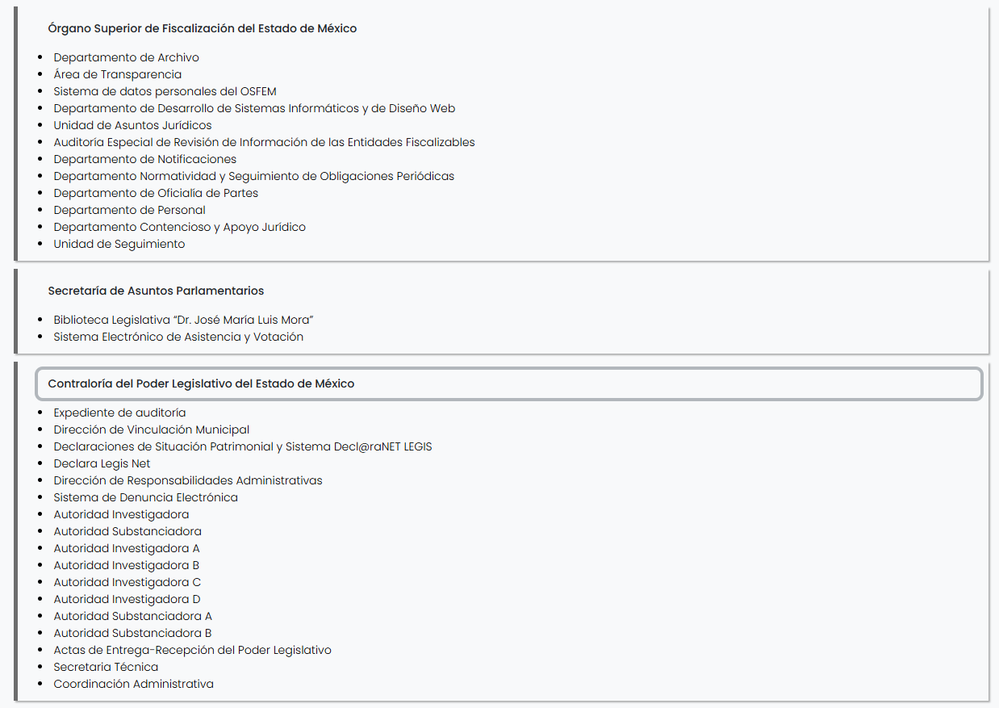 Órgano Superior de Fiscalización del Estado de México
Departamento de Archivo
Área de Transparencia
Sistema de datos personales del OSFEM
Departamento de Desarrollo de Sistemas Informáticos y de Diseño Web
Unidad de Asuntos Jurídicos
Auditoría Especial de Revisión de Información de las Entidades Fiscalizables
Departamento de Notificaciones
Departamento Normatividad y Seguimiento de Obligaciones Periódicas
Departamento de Oficialía de Partes
Departamento de Personal
Departamento Contencioso y Apoyo Jurídico
Unidad de Seguimiento
Secretaría de Asuntos Parlamentarios
Biblioteca Legislativa “Dr. José María Luis Mora”
Sistema Electrónico de Asistencia y Votación
Contraloría del Poder Legislativo del Estado de México
Expediente de auditoría
Dirección de Vinculación Municipal
Declaraciones de Situación Patrimonial y Sistema Decl@raNET LEGIS
Declara Legis Net
Dirección de Responsabilidades Administrativas
Sistema de Denuncia Electrónica
Autoridad Investigadora
Autoridad Substanciadora
Autoridad Investigadora A
Autoridad Investigadora B
Autoridad Investigadora C
Autoridad Investigadora D
Autoridad Substanciadora A
Autoridad Substanciadora B
Actas de Entrega-Recepción del Poder Legislativo
Secretaria Técnica
Coordinación Administrativa